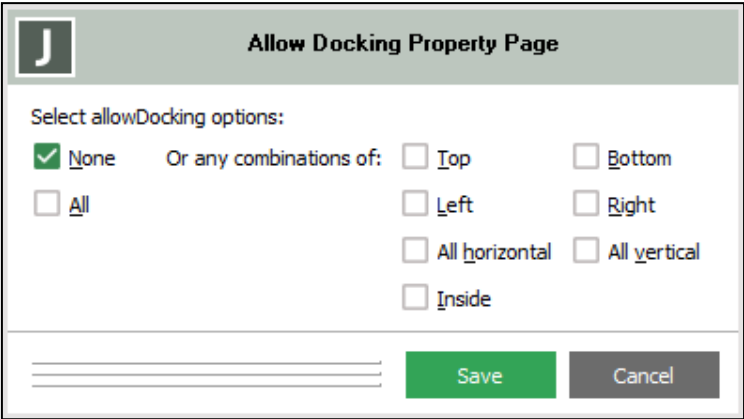 J
Allow Docking Property Page
Select allowDocking options:
None Or any combinations of: Top Bottom
All Left Right
All horizontal All vertical
Inside
Save Cancel